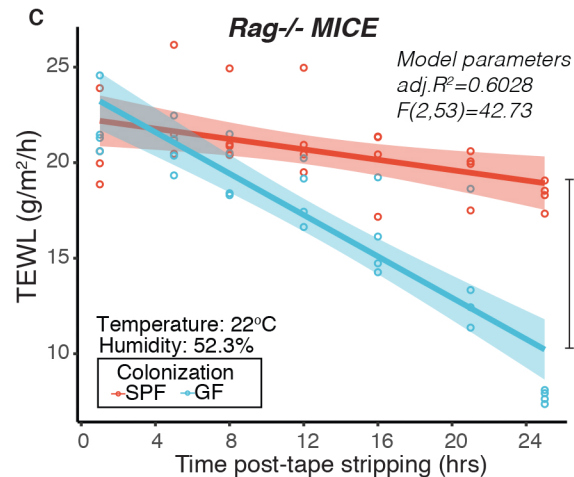 C
Rag-/- MICE
Model parameters
adj.R²=0.6028
F(2,53)=42.73
25
20
15
10
TEWL (g/m²/h)
Temperature: 22ºC
Humidity: 52.3%
Colonization
SPF GF
0 4 8 12 16 20 24
Time post-tape stripping (hrs)